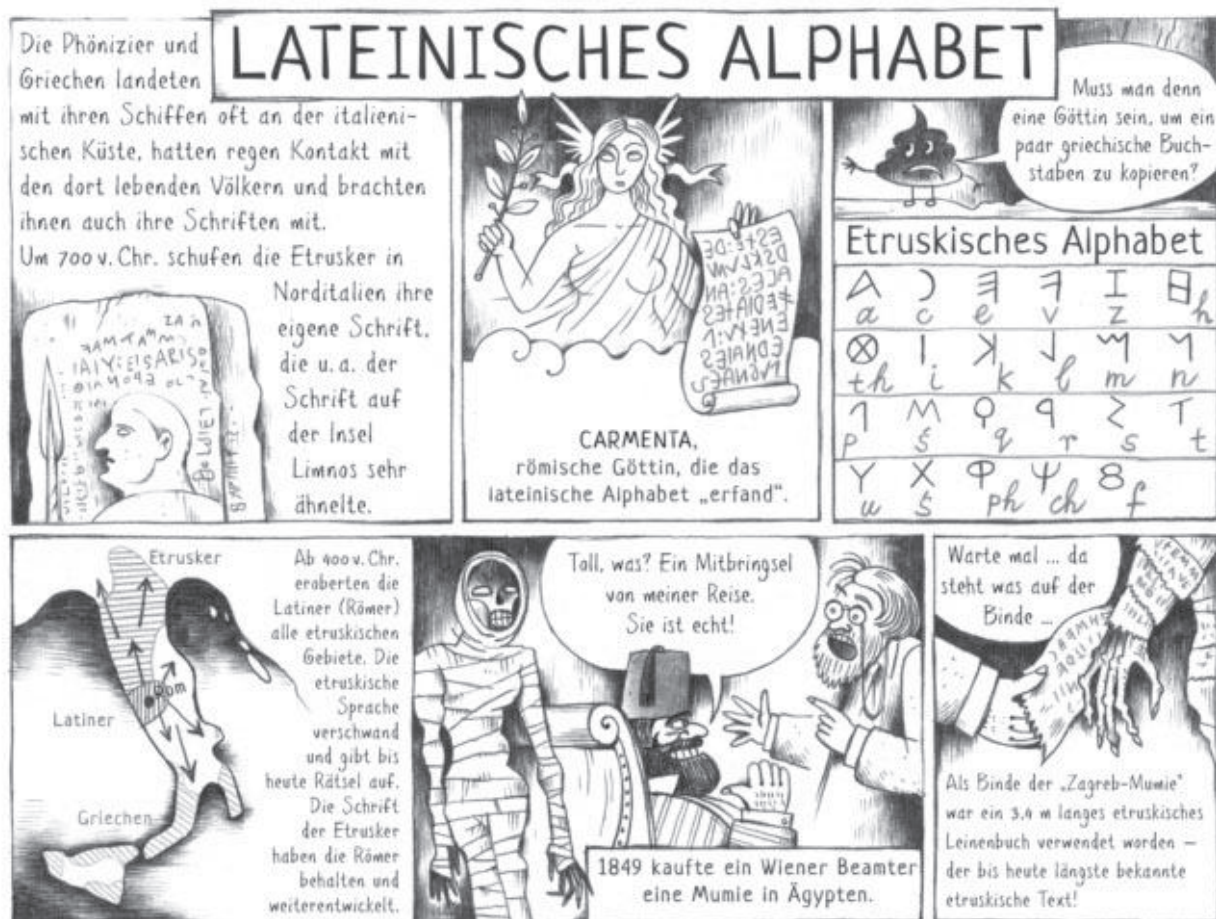 LATEINISCHES ALPHABET
Die Phönizier und
Griechen landeten
mit ihren Schiffen oft an der italieni-
schen Küste, hatten regen Kontakt mit
den dort lebenden Völkern und brachten
ihnen auch ihre Schriften mit.
Um 700 v. Chr. schufen die Etrusker in
Norditalien ihre
eigene Schrift,
die u. a. der
Schrift auf
der Insel
Limnos sehr
ähnelte.
CARMENTA,
römische Göttin, die das
lateinische Alphabet „erfand“.
Muss man denn
eine Göttin sein, um ein
paar griechische Buch-
staben zu kopieren?
Etruskisches Alphabet
a c e v z h
th i k l m n
p ś q r s t
u ś ph ch f
Etrusker
Rom
Latiner
Griechen
Ab 400 v. Chr.
eroberten die
Latiner (Römer)
alle etruskischen
Gebiete. Die
etruskische
Sprache
verschwand
und gibt bis
heute Rätsel auf.
Die Schrift
der Etrusker
haben die Römer
behalten und
weiterentwickelt.
Toll, was? Ein Mitbringsel
von meiner Reise.
Sie ist echt!
1849 kaufte ein Wiener Beamter
eine Mumie in Ägypten.
Warte mal ... da
steht was auf der
Binde ...
Als Binde der „Zagreb-Mumie“
war ein 3,4 m langes etruskisches
Leinenbuch verwendet worden –
der bis heute längste bekannte
etruskische Text!